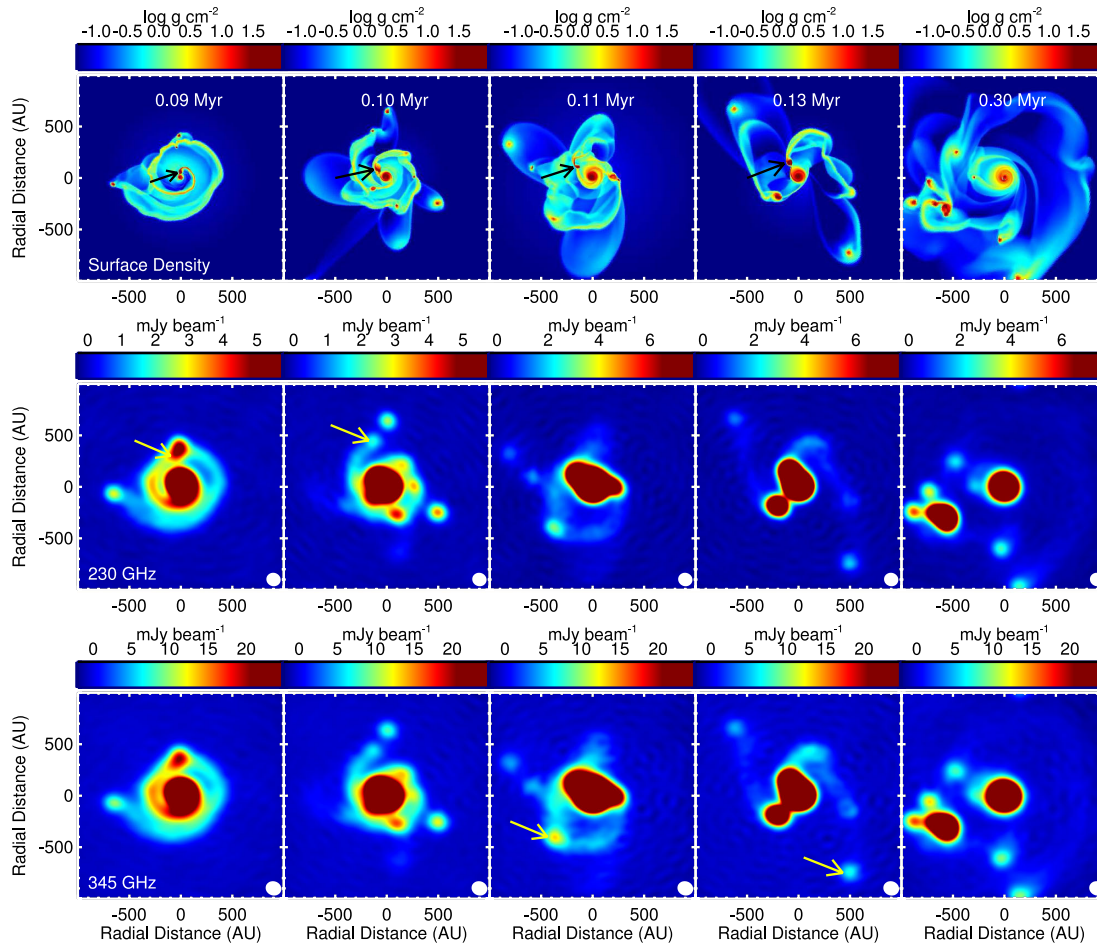 log g cm-2 log g cm-2 log g cm-2 log g cm-2 log g cm-2
-1.0 -0.5 0.0 0.5 1.0 1.5 -1.0 -0.5 0.0 0.5 1.0 1.5 -1.0 -0.5 0.0 0.5 1.0 1.5 -1.0 -0.5 0.0 0.5 1.0 1.5 -1.0 -0.5 0.0 0.5 1.0 1.5
0.09 Myr 0.10 Myr 0.11 Myr 0.13 Myr 0.30 Myr
500
0
-500
Radial Distance (AU)
Surface Density
-500 0 500 -500 0 500 -500 0 500 -500 0 500 -500 0 500
mJy beam-1 mJy beam-1 mJy beam-1 mJy beam-1 mJy beam-1
0 1 2 3 4 5 0 1 2 3 4 5 0 2 4 6 0 2 4 6 0 2 4 6
500
0
-500
Radial Distance (AU)
230 GHz
-500 0 500 -500 0 500 -500 0 500 -500 0 500 -500 0 500
mJy beam-1 mJy beam-1 mJy beam-1 mJy beam-1 mJy beam-1
0 5 10 15 20 0 5 10 15 20 0 5 10 15 20 0 5 10 15 20 0 5 10 15 20
500
0
-500
Radial Distance (AU)
345 GHz
-500 0 500 -500 0 500 -500 0 500 -500 0 500 -500 0 500
Radial Distance (AU) Radial Distance (AU) Radial Distance (AU) Radial Distance (AU) Radial Distance (AU)